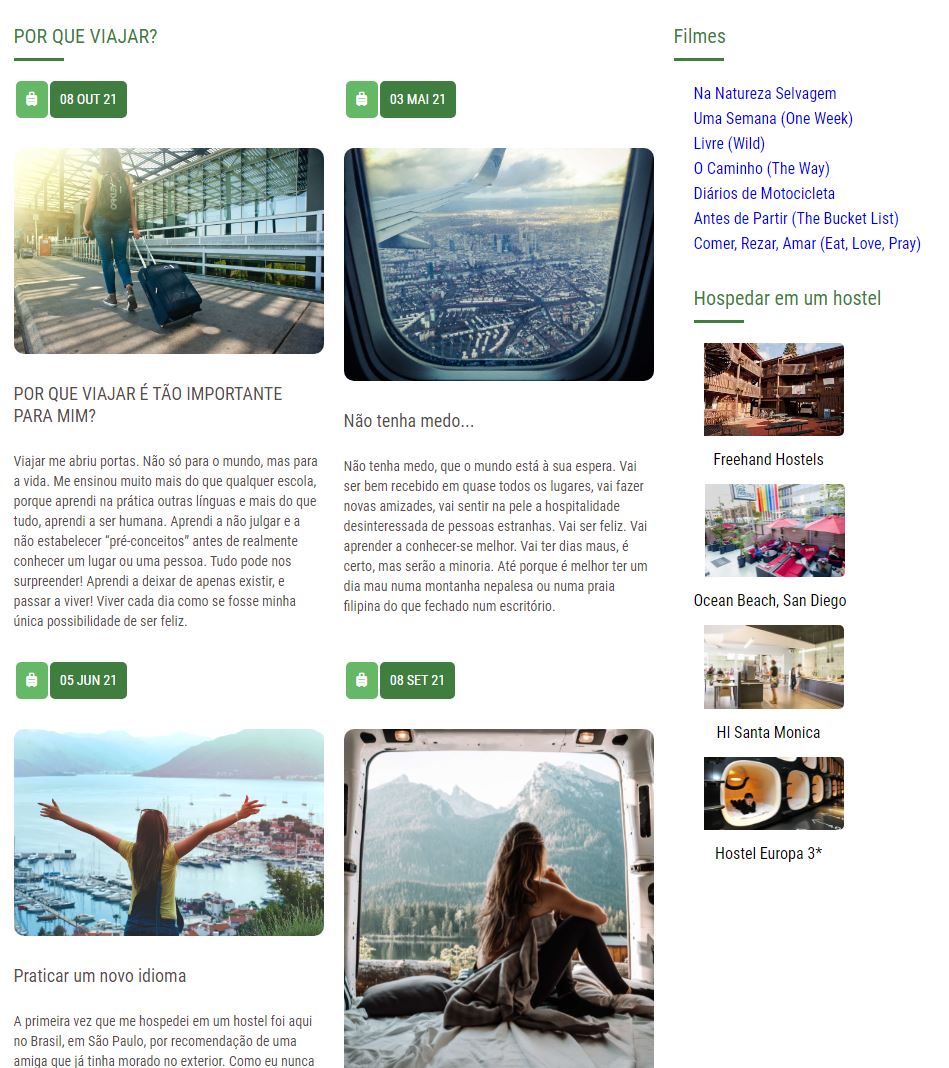 POR QUE VIAJAR?
08 OUT 21
POR QUE VIAJAR É TÃO IMPORTANTE
PARA MIM?
Viajar me abriu portas. Não só para o mundo, mas para
a vida. Me ensinou muito mais do que qualquer escola,
porque aprendi na prática outras línguas e mais do que
tudo, aprendi a ser humana. Aprendi a não julgar e a
não estabelecer “pré-conceitos” antes de realmente
conhecer um lugar ou uma pessoa. Tudo pode nos
surpreender! Aprendi a deixar de apenas existir, e
passar a viver! Viver cada dia como se fosse minha
única possibilidade de ser feliz.
03 MAI 21
Não tenha medo...
Não tenha medo, que o mundo está à sua espera. Vai
ser bem recebido em quase todos os lugares, vai fazer
novas amizades, vai sentir na pele a hospitalidade
desinteressada de pessoas estranhas. Vai ser feliz. Vai
aprender a conhecer-se melhor. Vai ter dias maus, é
certo, mas serão a minoria. Até porque é melhor ter um
dia mau numa montanha nepalesa ou numa praia
filipina do que fechado num escritório.
05 JUN 21
Praticar um novo idioma
A primeira vez que me hospedei em um hostel foi aqui
no Brasil, em São Paulo, por recomendação de uma
amiga que já tinha morado no exterior. Como eu nunca
08 SET 21
Filmes
Na Natureza Selvagem
Uma Semana (One Week)
Livre (Wild)
O Caminho (The Way)
Diários de Motocicleta
Antes de Partir (The Bucket List)
Comer, Rezar, Amar (Eat, Love, Pray)
Hospedar em um hostel
Freehand Hostels
Ocean Beach, San Diego
HI Santa Monica
Hostel Europa 3*